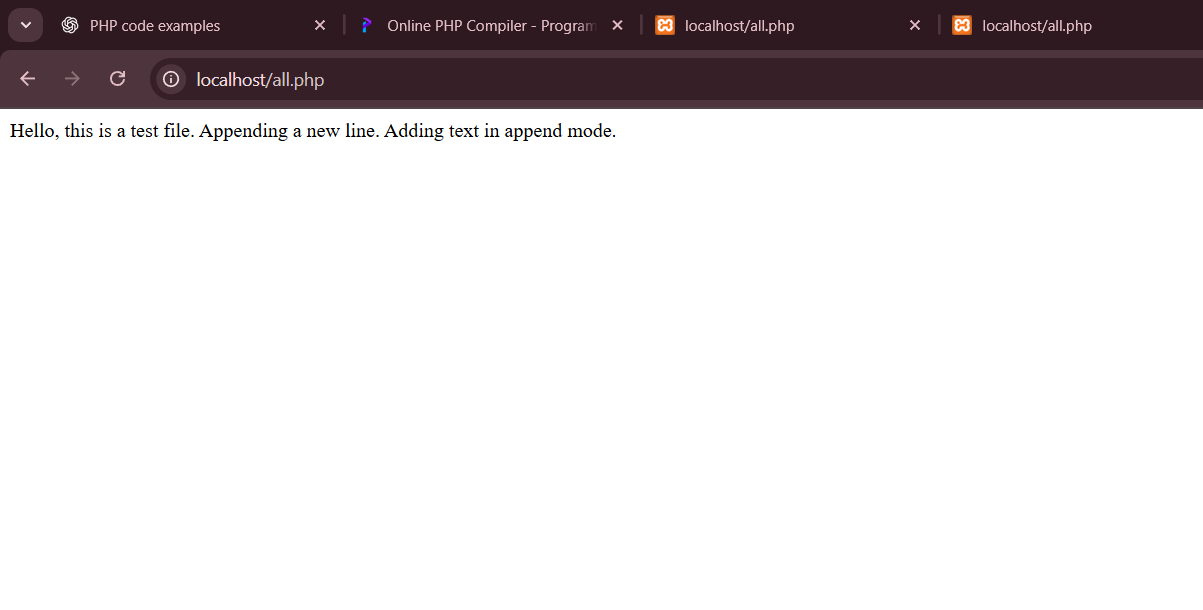 PHP code examples
Online PHP Compiler - Program
localhost/all.php
localhost/all.php
localhost/all.php
Hello, this is a test file. Appending a new line. Adding text in append mode.